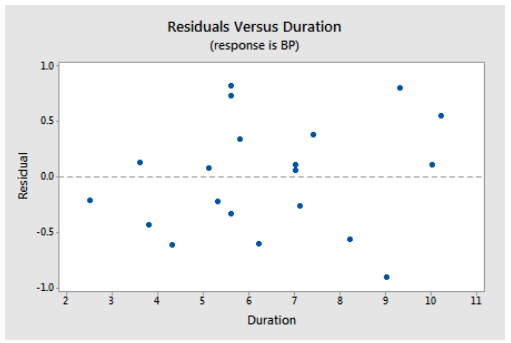 Residuals Versus Duration
(response is BP)
1.0
0.5
0.0
-0.5
-1.0
Residual
2 3 4 5 6 7 8 9 10 11
Duration